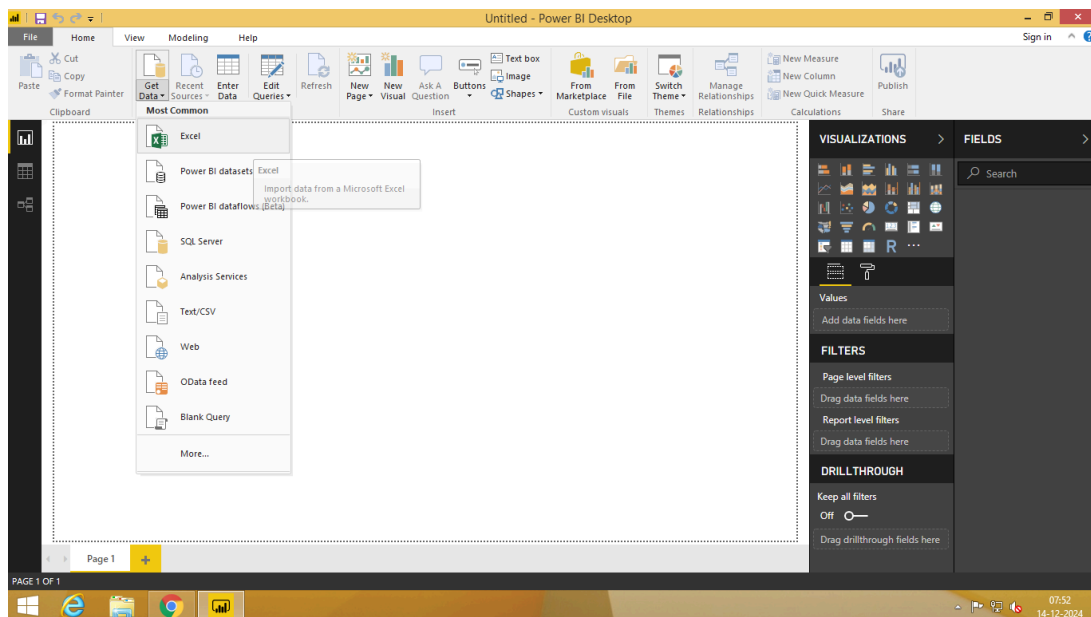 Untitled - Power BI Desktop
File Home View Modeling Help Sign in
Paste
Cut
Copy
Format Painter
Clipboard
Get Data
Recent Sources
Enter Data
Edit Queries
Refresh
New Page
New Visual
Ask A Question
Buttons
Text box
Image
Shapes
Insert
From Marketplace
From File
Custom visuals
Switch Theme
Themes
Manage Relationships
Relationships
New Measure
New Column
New Quick Measure
Calculations
Publish
Share
Most Common
Excel
Power BI datasets
Power BI dataflows (Beta)
SQL Server
Analysis Services
Text/CSV
Web
OData feed
Blank Query
More...
Excel
Import data from a Microsoft Excel
workbook.
VISUALIZATIONS
R
Values
Add data fields here
FILTERS
Page level filters
Drag data fields here
Report level filters
Drag data fields here
DRILLTHROUGH
Keep all filters
Off
Drag drillthrough fields here
FIELDS
Search
Page 1
PAGE 1 OF 1
07:52
14-12-2024